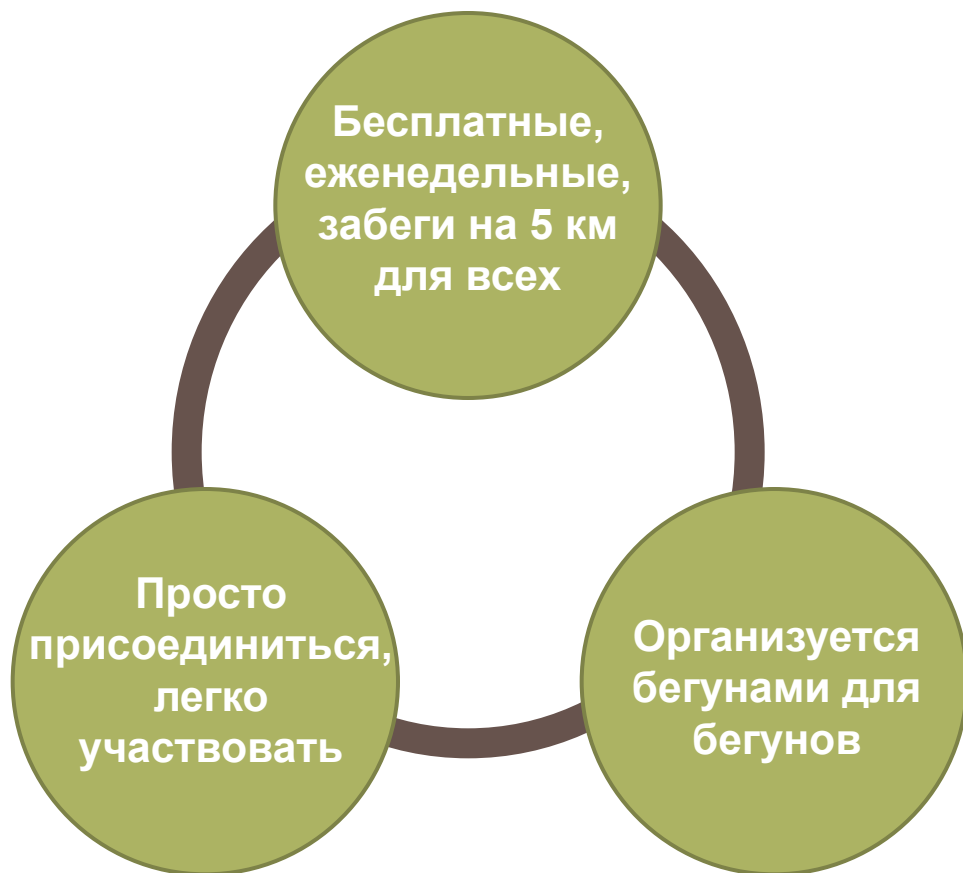 Бесплатные,
еженедельные,
забеги на 5 км
для всех
Просто
присоединиться,
легко
участвовать
Организуется
бегунами для
бегунов